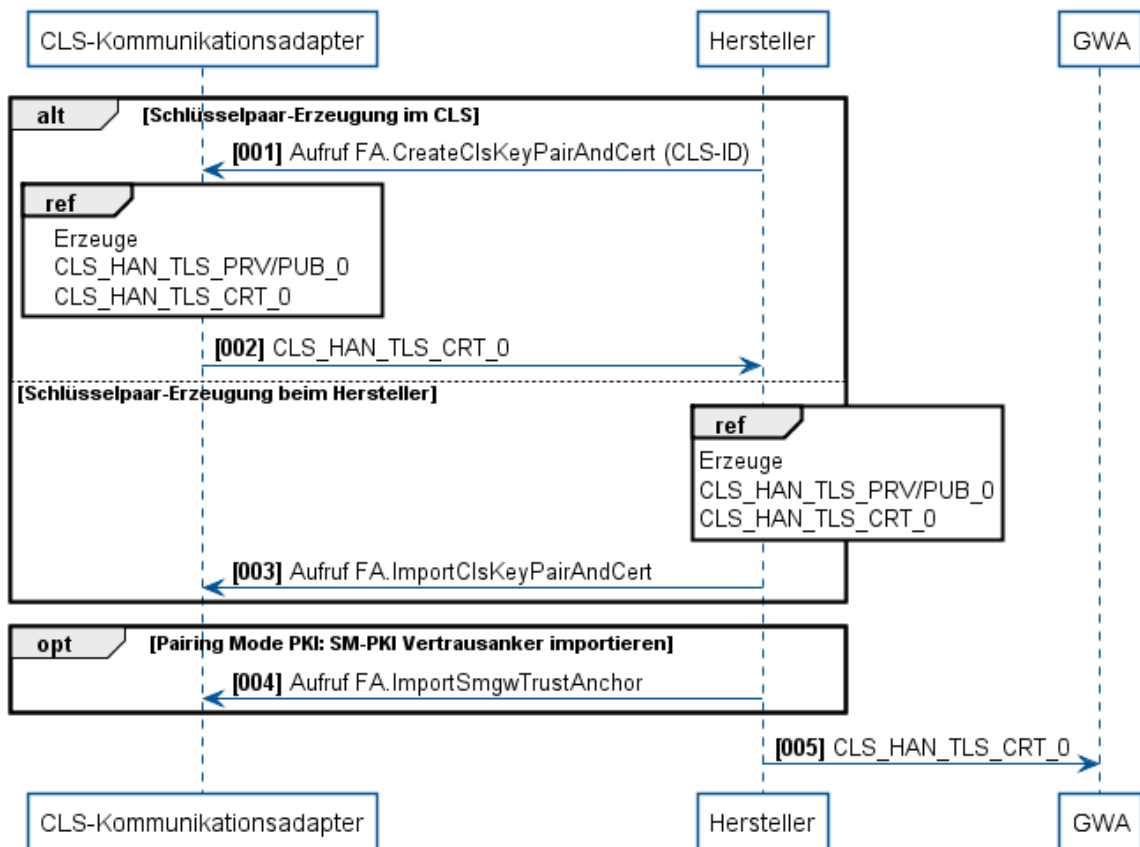 CLS-Kommunikationsadapter
Hersteller
GWA
alt
[Schlüsselpaar-Erzeugung im CLS]
[001] Aufruf FA.CreateClsKeyPairAndCert (CLS-ID)
ref
Erzeuge
CLS_HAN_TLS_PRV/PUB_0
CLS_HAN_TLS_CRT_0
[002] CLS_HAN_TLS_CRT_0
[Schlüsselpaar-Erzeugung beim Hersteller]
ref
Erzeuge
CLS_HAN_TLS_PRV/PUB_0
CLS_HAN_TLS_CRT_0
[003] Aufruf FA.ImportClsKeyPairAndCert
opt
[Pairing Mode PKI: SM-PKI Vertrausanker importieren]
[004] Aufruf FA.ImportSmgwTrustAnchor
[005] CLS_HAN_TLS_CRT_0
CLS-Kommunikationsadapter
Hersteller
GWA